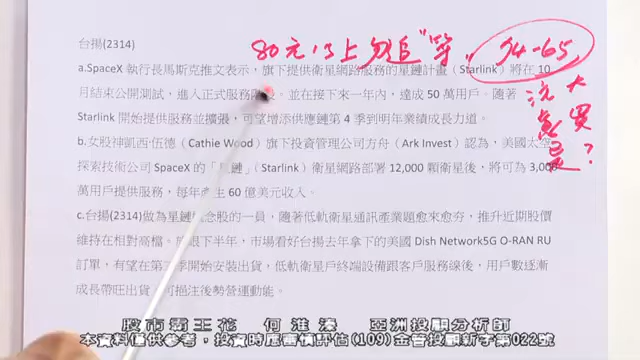 80元以上勿追"等"
54-65
大買
台揚(2314)
a.SpaceX 執行長馬斯克推文表示，旗下提供衛星網路服務的星鏈計畫（Starlink）將在 10
月結束公開測試，進入正式服務階段。並在接下來一年內，達成 50 萬用戶。隨著
Starlink 開始提供服務並擴張，可望增添供應鏈第 4 季到明年業績成長力道。
b.女股神凱西·伍德（Cathie Wood）旗下投資管理公司方舟（Ark Invest）認為，美國太空
探索技術公司 SpaceX 的「星鏈」（Starlink）衛星網路部署 12,000 顆衛星後，將可為 3,000
萬用戶提供服務，每年產生 60 億美元收入。
c.台揚(2314)做為星鏈概念股的一員，隨著低軌衛星通訊產業題愈來愈夯，推升近期股價
維持在相對高檔。 下半年，市場看好台揚去年拿下的美國 Dish Network5G O-RAN RU
訂單，有望在第 季開始安裝出貨，低軌衛星戶終端設備跟客戶服務線後，用戶數逐漸
成長帶旺出貨， 挹注後勢營運動能。
股市霸王花 何淮溱 亞洲投顧分析師
本資料僅供參考，投資時應審慎評估(109)金管投顧新字第022號